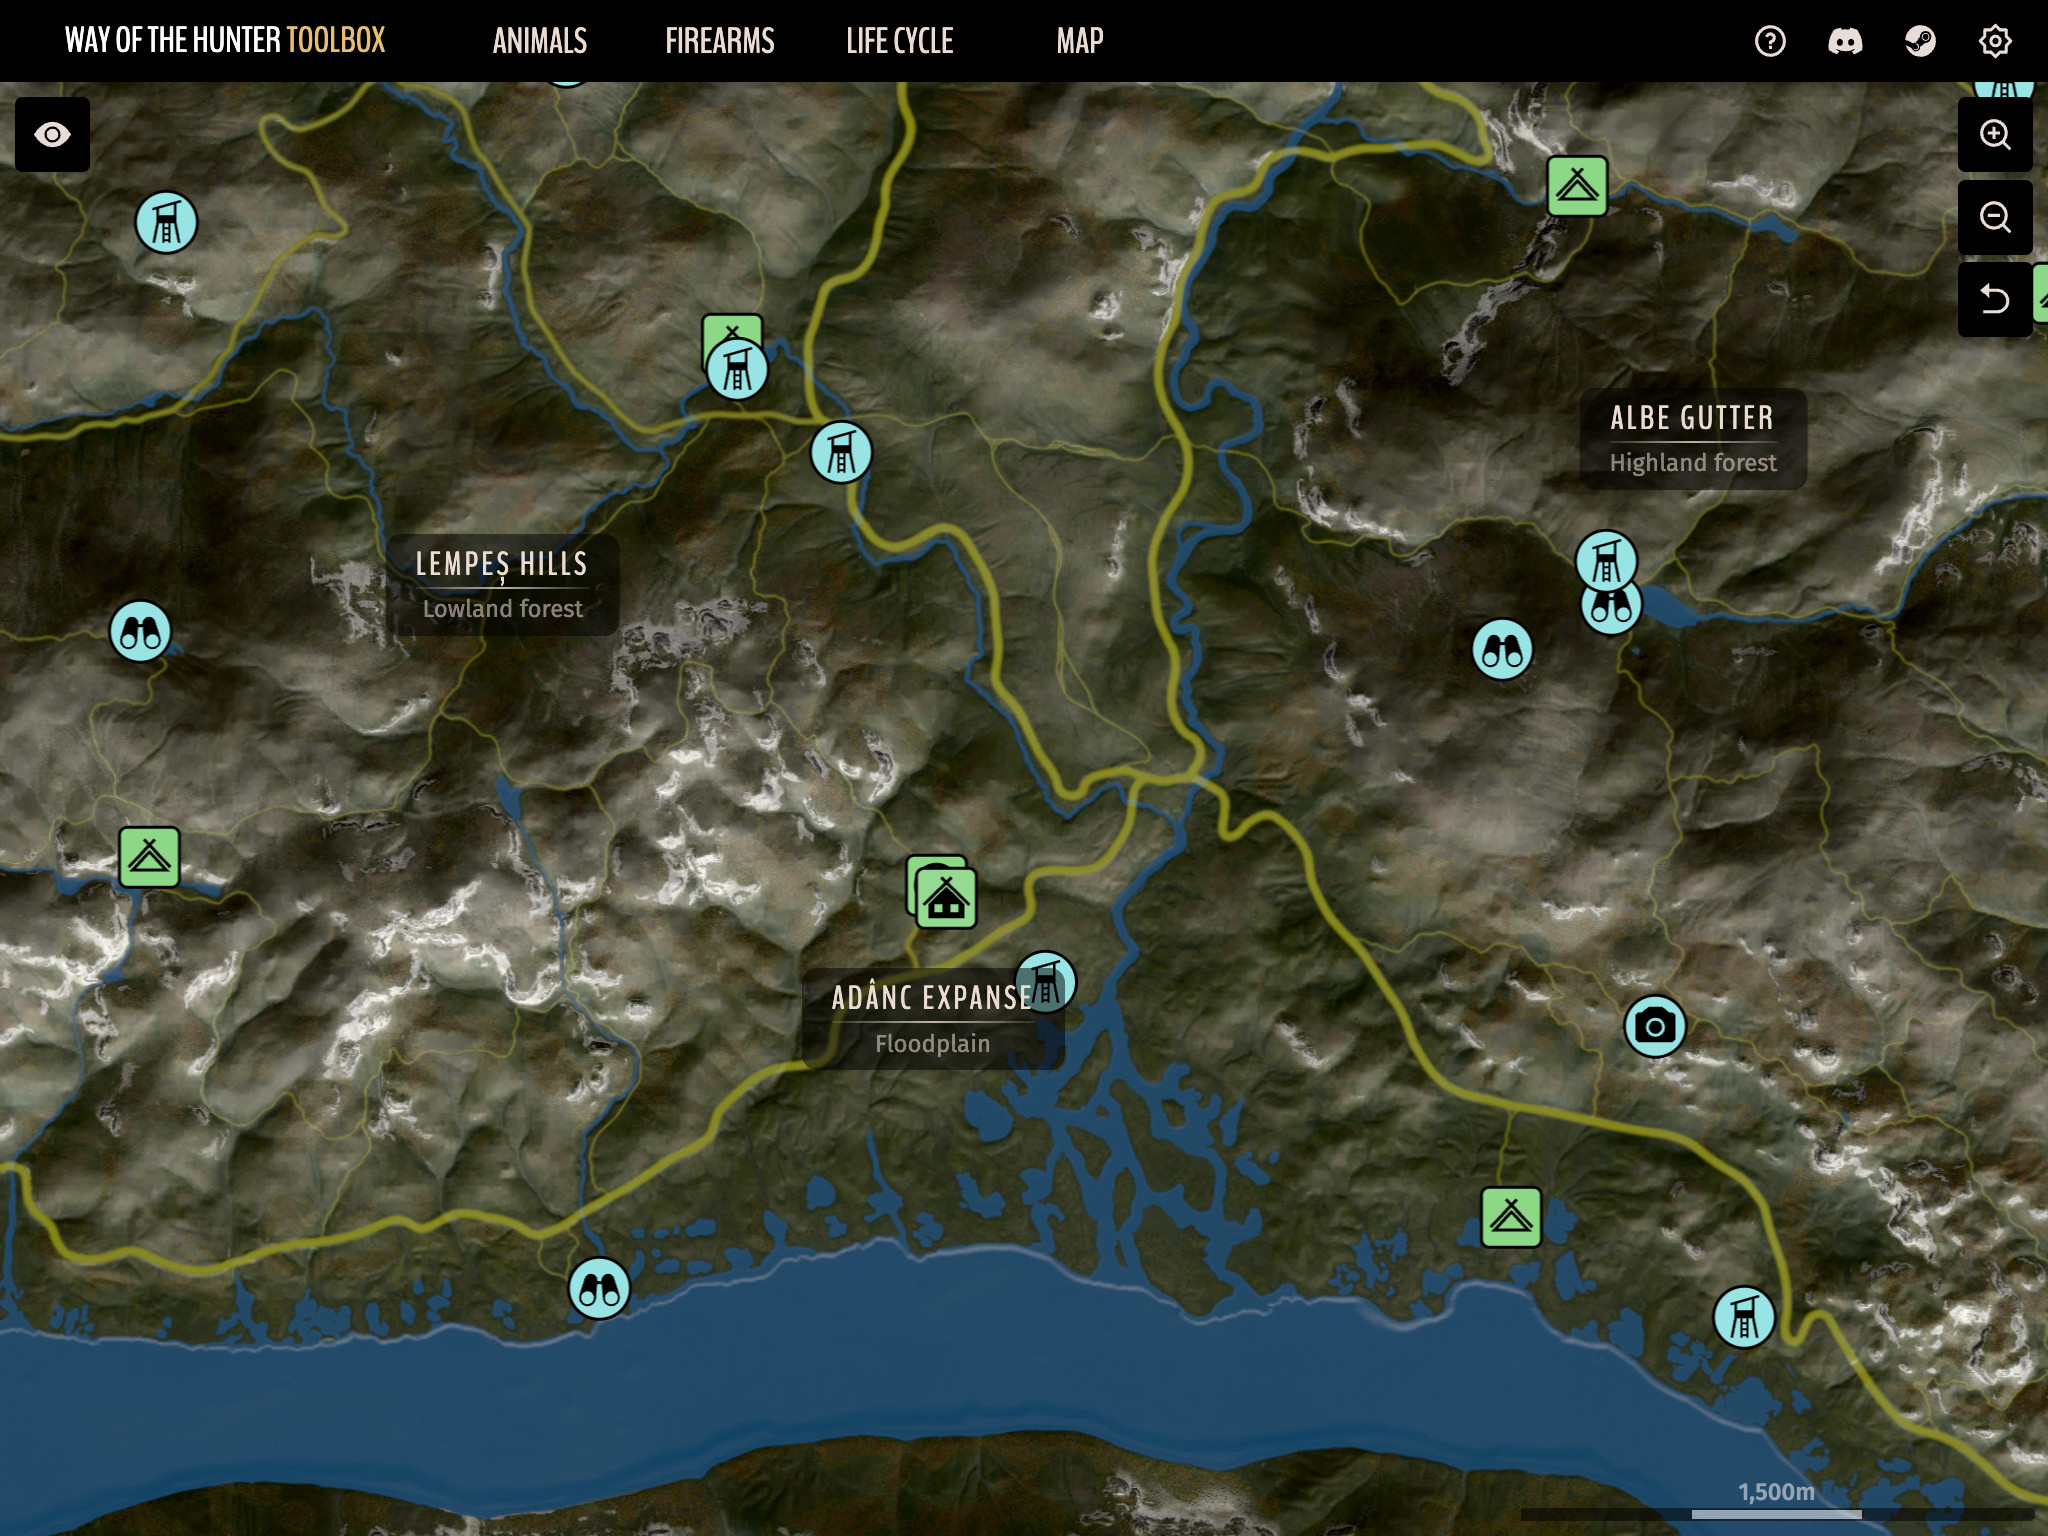 WAY OF THE HUNTER TOOLBOX
ANIMALS
FIREARMS
LIFE CYCLE
MAP
ALBE GUTTER
Highland forest
LEMPEȘ HILLS
Lowland forest
ADÂNC EXPANSE
Floodplain
1,500m